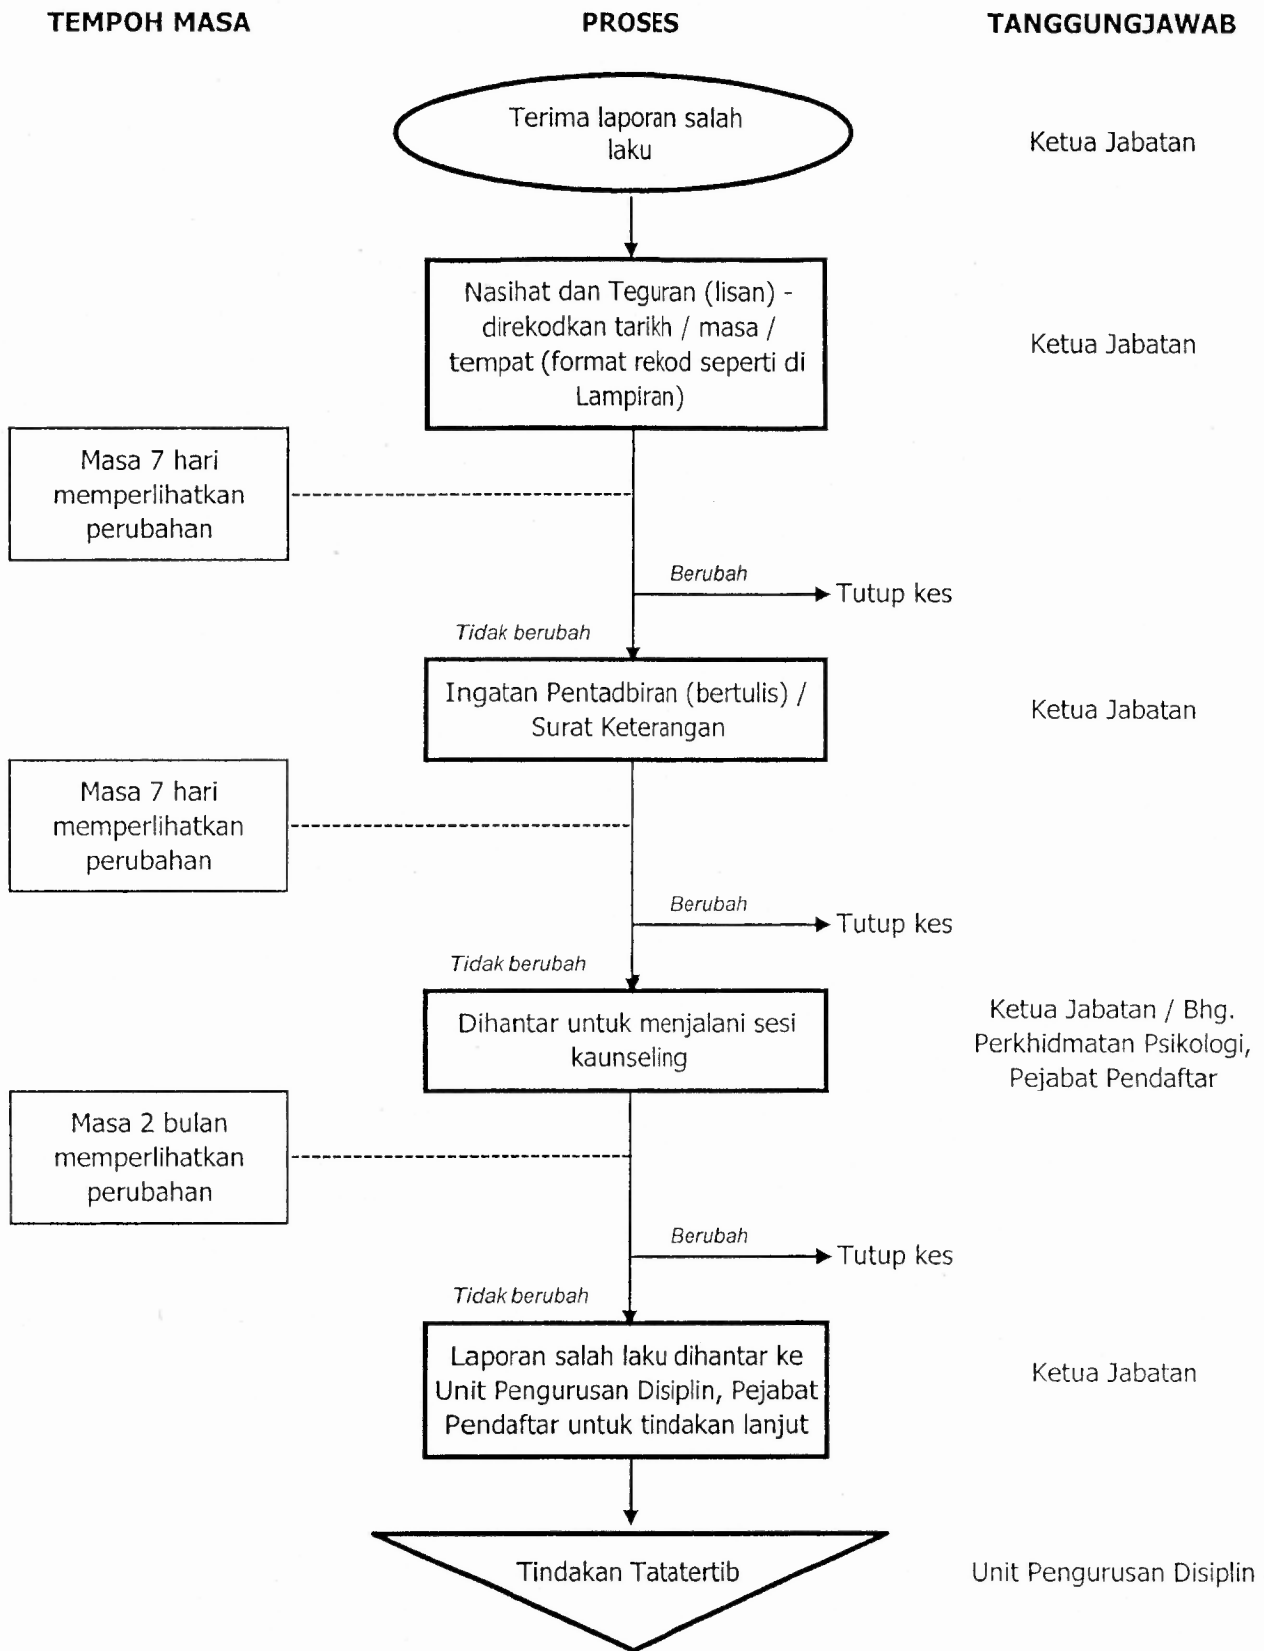 TEMPOH MASA
PROSES
TANGGUNGJAWAB
Terima laporan salah
laku
Ketua Jabatan
Nasihat dan Teguran (lisan) -
direkodkan tarikh / masa /
tempat (format rekod seperti di
Lampiran)
Ketua Jabatan
Masa 7 hari
memperlihatkan
perubahan
Berubah
Tutup kes
Tidak berubah
Ingatan Pentadbiran (bertulis) /
Surat Keterangan
Ketua Jabatan
Masa 7 hari
memperlihatkan
perubahan
Berubah
Tutup kes
Tidak berubah
Dihantar untuk menjalani sesi
kaunseling
Ketua Jabatan / Bhg.
Perkhidmatan Psikologi,
Pejabat Pendaftar
Masa 2 bulan
memperlihatkan
perubahan
Berubah
Tutup kes
Tidak berubah
Laporan salah laku dihantar ke
Unit Pengurusan Disiplin, Pejabat
Pendaftar untuk tindakan lanjut
Ketua Jabatan
Tindakan Tatatertib
Unit Pengurusan Disiplin